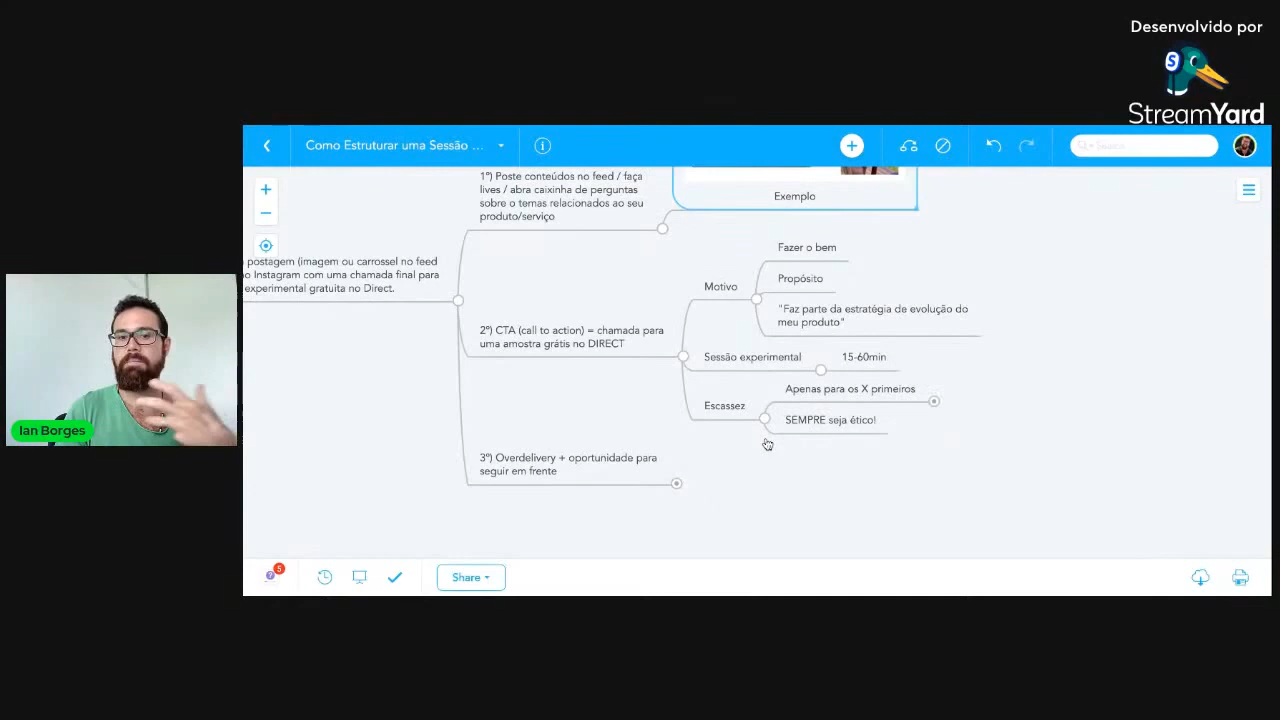 Desenvolvido por
StreamYard
Como Estruturar uma Sessão ...
1º) Poste conteúdos no feed / faça
lives / abra caixinha de perguntas
sobre o temas relacionados ao seu
produto/serviço
Exemplo
postagem (imagem ou carrossel no feed
o Instagram com uma chamada final para
experimental gratuita no Direct.
2º) CTA (call to action) = chamada para
uma amostra grátis no DIRECT
Motivo
Fazer o bem
Propósito
"Faz parte da estratégia de evolução do
meu produto"
Sessão experimental
15-60min
Escassez
Apenas para os X primeiros
SEMPRE seja ético!
3º) Overdelivery + oportunidade para
seguir em frente
Ian Borges
5
Share